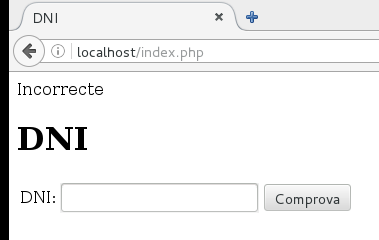 DNI
localhost/index.php
Incorrecte
DNI
DNI: Comprova